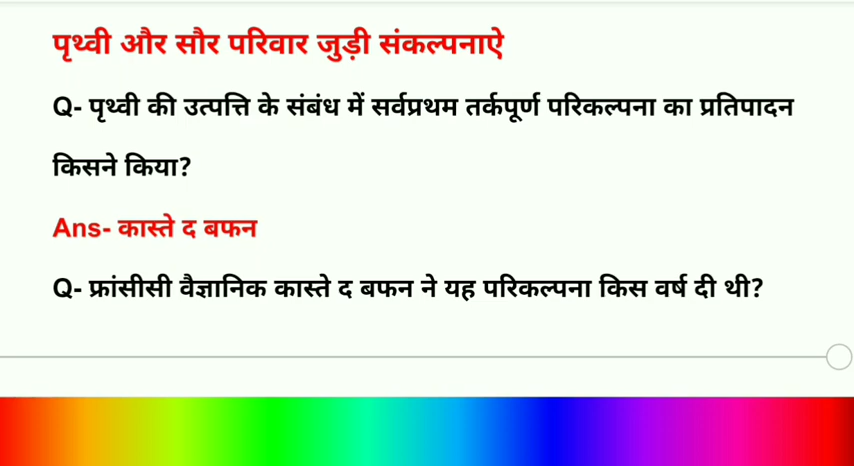 पृथ्वी और सौर परिवार जुड़ी संकल्पनाऐ
Q- पृथ्वी की उत्पत्ति के संबंध में सर्वप्रथम तर्कपूर्ण परिकल्पना का प्रतिपादन
किसने किया?
Ans- कास्ते द बफन
Q- फ्रांसीसी वैज्ञानिक कास्ते द बफन ने यह परिकल्पना किस वर्ष दी थी?